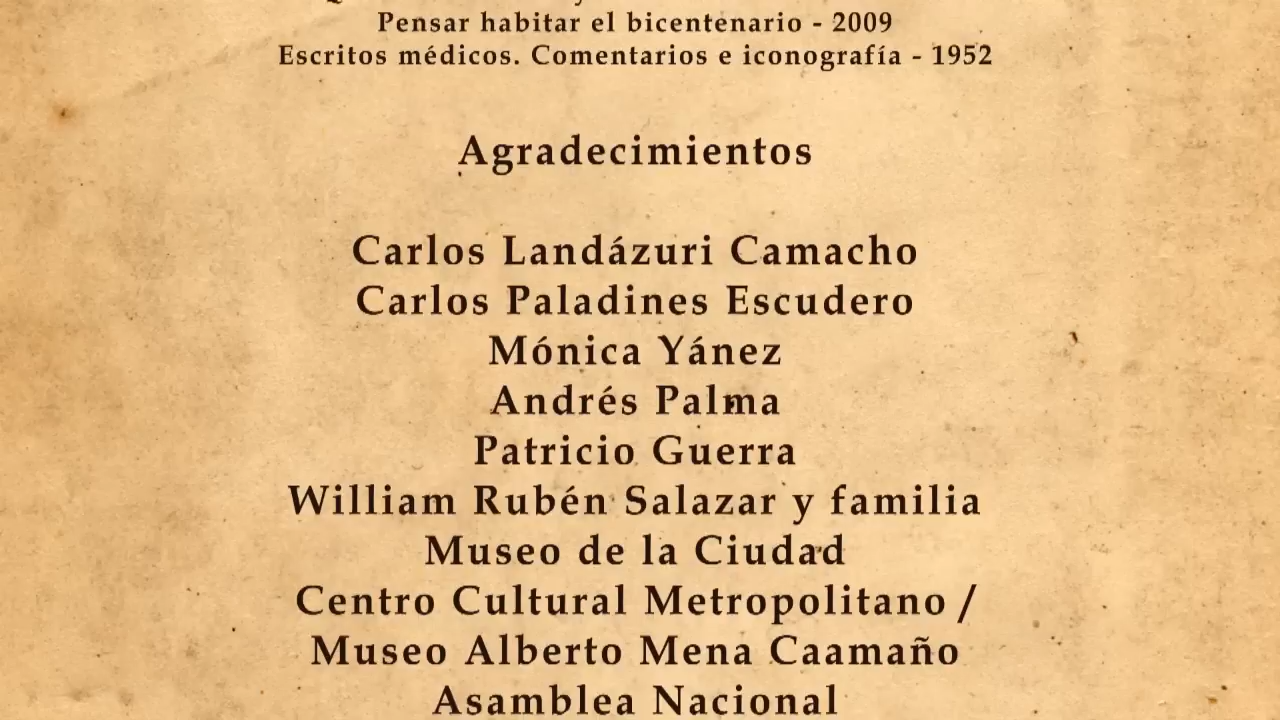 Pensar habitar el bicentenario - 2009
Escritos médicos. Comentarios e iconografía - 1952
Agradecimientos
Carlos Landázuri Camacho
Carlos Paladines Escudero
Mónica Yánez
Andrés Palma
Patricio Guerra
William Rubén Salazar y familia
Museo de la Ciudad
Centro Cultural Metropolitano /
Museo Alberto Mena Caamaño
Asamblea Nacional